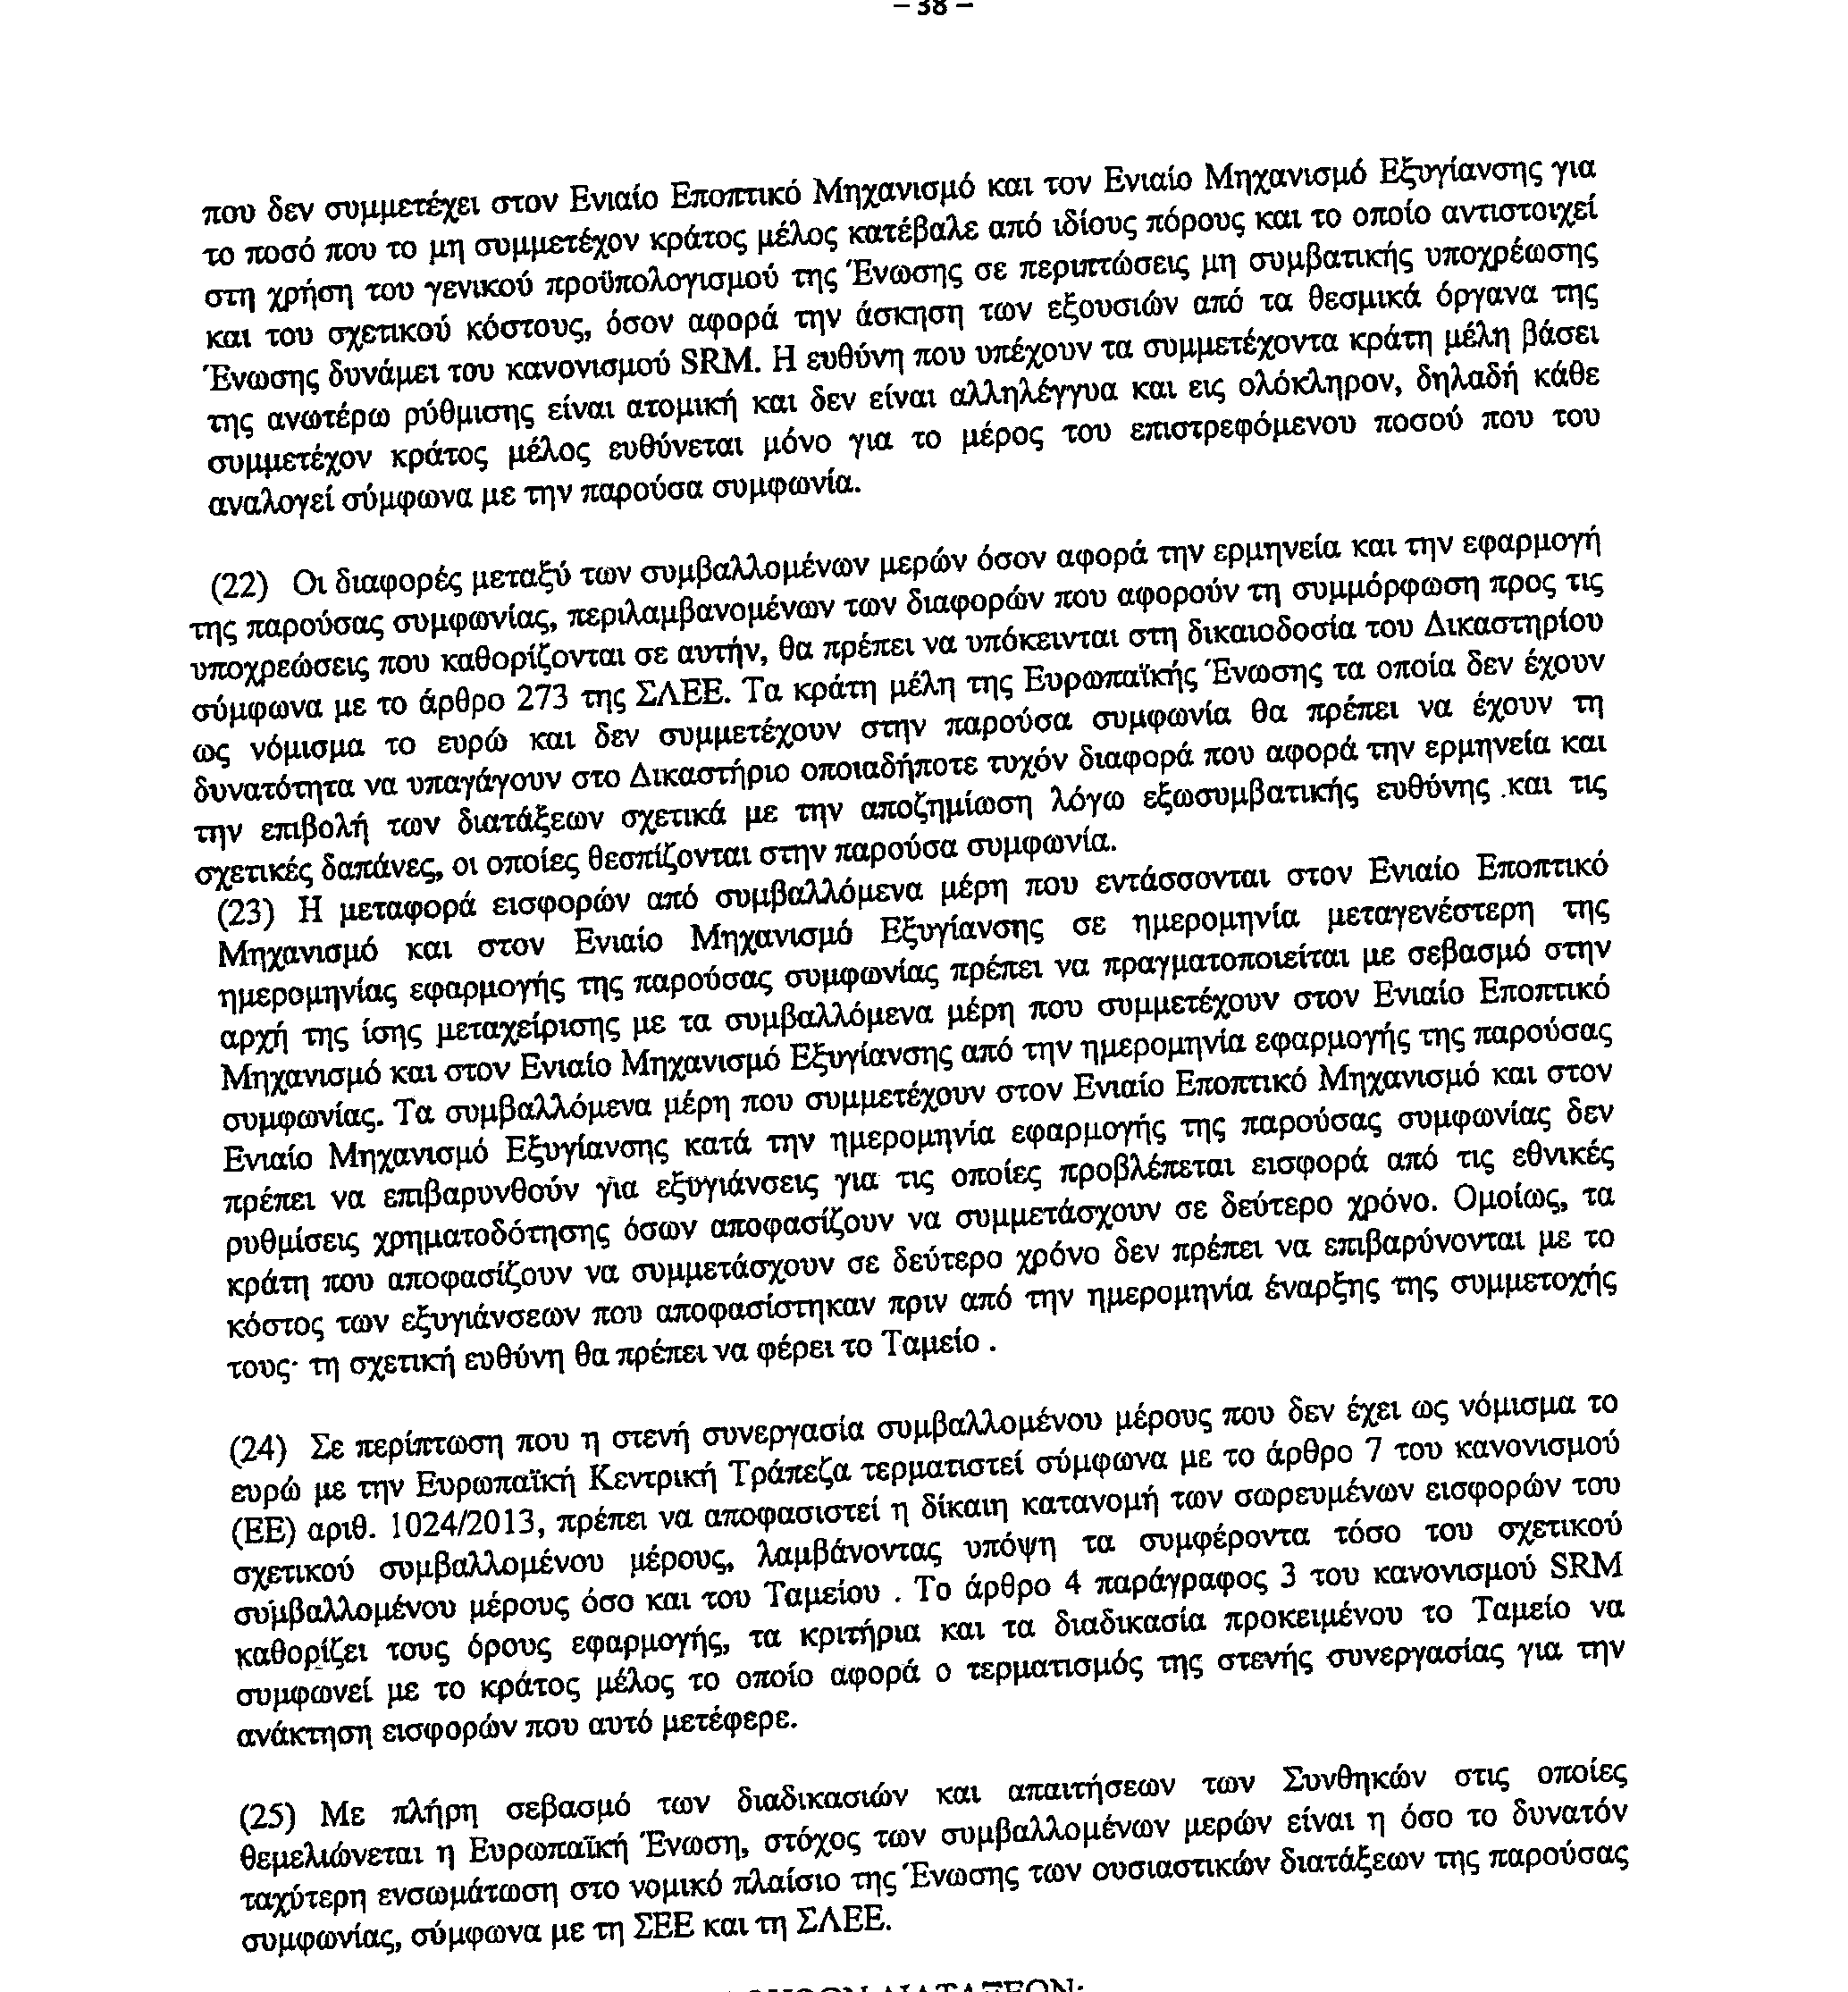 – 38 –
που δεν συμμετέχει στον Ενιαίο Εποπτικό Μηχανισμό και τον Ενιαίο Μηχανισμό Εξυγίανσης για
το ποσό που το μη συμμετέχον κράτος μέλος κατέβαλε από ιδίους πόρους και το οποίο αντιστοιχεί
στη χρήση του γενικού προϋπολογισμού της Ένωσης σε περιπτώσεις μη συμβατικής υποχρέωσης
και του σχετικού κόστους, όσον αφορά την άσκηση των εξουσιών από τα θεσμικά όργανα της
Ένωσης δυνάμει του κανονισμού SRM. Η ευθύνη που υπέχουν τα συμμετέχοντα κράτη μέλη βάσει
της ανωτέρω ρύθμισης είναι ατομική και δεν είναι αλληλέγγυα και εις ολόκληρον, δηλαδή κάθε
συμμετέχον κράτος μέλος ευθύνεται μόνο για το μέρος του επιστρεφόμενου ποσού που του
αναλογεί σύμφωνα με την παρούσα συμφωνία.
(22) Οι διαφορές μεταξύ των συμβαλλομένων μερών όσον αφορά την ερμηνεία και την εφαρμογή
της παρούσας συμφωνίας, περιλαμβανομένων των διαφορών που αφορούν τη συμμόρφωση προς τις
υποχρεώσεις που καθορίζονται σε αυτήν, θα πρέπει να υπόκεινται στη δικαιοδοσία του Δικαστηρίου
σύμφωνα με το άρθρο 273 της ΣΛΕΕ. Τα κράτη μέλη της Ευρωπαϊκής Ένωσης τα οποία δεν έχουν
ως νόμισμα το ευρώ και δεν συμμετέχουν στην παρούσα συμφωνία θα πρέπει να έχουν τη
δυνατότητα να υπαγάγουν στο Δικαστήριο οποιαδήποτε τυχόν διαφορά που αφορά την ερμηνεία και
την επιβολή των διατάξεων σχετικά με την αποζημίωση λόγω εξωσυμβατικής ευθύνης .και τις
σχετικές δαπάνες, οι οποίες θεσπίζονται στην παρούσα συμφωνία.
(23) Η μεταφορά εισφορών από συμβαλλόμενα μέρη που εντάσσονται στον Ενιαίο Εποπτικό
Μηχανισμό και στον Ενιαίο Μηχανισμό Εξυγίανσης σε ημερομηνία μεταγενέστερη της
ημερομηνίας εφαρμογής της παρούσας συμφωνίας πρέπει να πραγματοποιείται με σεβασμό στην
αρχή της ίσης μεταχείρισης με τα συμβαλλόμενα μέρη που συμμετέχουν στον Ενιαίο Εποπτικό
Μηχανισμό και στον Ενιαίο Μηχανισμό Εξυγίανσης από την ημερομηνία εφαρμογής της παρούσας
συμφωνίας. Τα συμβαλλόμενα μέρη που συμμετέχουν στον Ενιαίο Εποπτικό Μηχανισμό και στον
Ενιαίο Μηχανισμό Εξυγίανσης κατά την ημερομηνία εφαρμογής της παρούσας συμφωνίας δεν
πρέπει να επιβαρυνθούν για εξυγιάνσεις για τις οποίες προβλέπεται εισφορά από τις εθνικές
ρυθμίσεις χρηματοδότησης όσων αποφασίζουν να συμμετάσχουν σε δεύτερο χρόνο. Ομοίως, τα
κράτη που αποφασίζουν να συμμετάσχουν σε δεύτερο χρόνο δεν πρέπει να επιβαρύνονται με το
κόστος των εξυγιάνσεων που αποφασίστηκαν πριν από την ημερομηνία έναρξης της συμμετοχής
τους· τη σχετική ευθύνη θα πρέπει να φέρει το Ταμείο .
(24) Σε περίπτωση που η στενή συνεργασία συμβαλλομένου μέρους που δεν έχει ως νόμισμα το
ευρώ με την Ευρωπαϊκή Κεντρική Τράπεζα τερματιστεί σύμφωνα με το άρθρο 7 του κανονισμού
(ΕΕ) αριθ. 1024/2013, πρέπει να αποφασιστεί η δίκαιη κατανομή των σωρευμένων εισφορών του
σχετικού συμβαλλομένου μέρους, λαμβάνοντας υπόψη τα συμφέροντα τόσο του σχετικού
συμβαλλομένου μέρους όσο και του Ταμείου . Το άρθρο 4 παράγραφος 3 του κανονισμού SRM
καθορίζει τους όρους εφαρμογής, τα κριτήρια και τα διαδικασία προκειμένου το Ταμείο να
συμφωνεί με το κράτος μέλος το οποίο αφορά ο τερματισμός της στενής συνεργασίας για την
ανάκτηση εισφορών που αυτό μετέφερε.
(25) Με πλήρη σεβασμό των διαδικασιών και απαιτήσεων των Συνθηκών στις οποίες
θεμελιώνεται η Ευρωπαϊκή Ένωση, στόχος των συμβαλλομένων μερών είναι η όσο το δυνατόν
ταχύτερη ενσωμάτωση στο νομικό πλαίσιο της Ένωσης των ουσιαστικών διατάξεων της παρούσας
συμφωνίας, σύμφωνα με τη ΣΕΕ και τη ΣΛΕΕ.